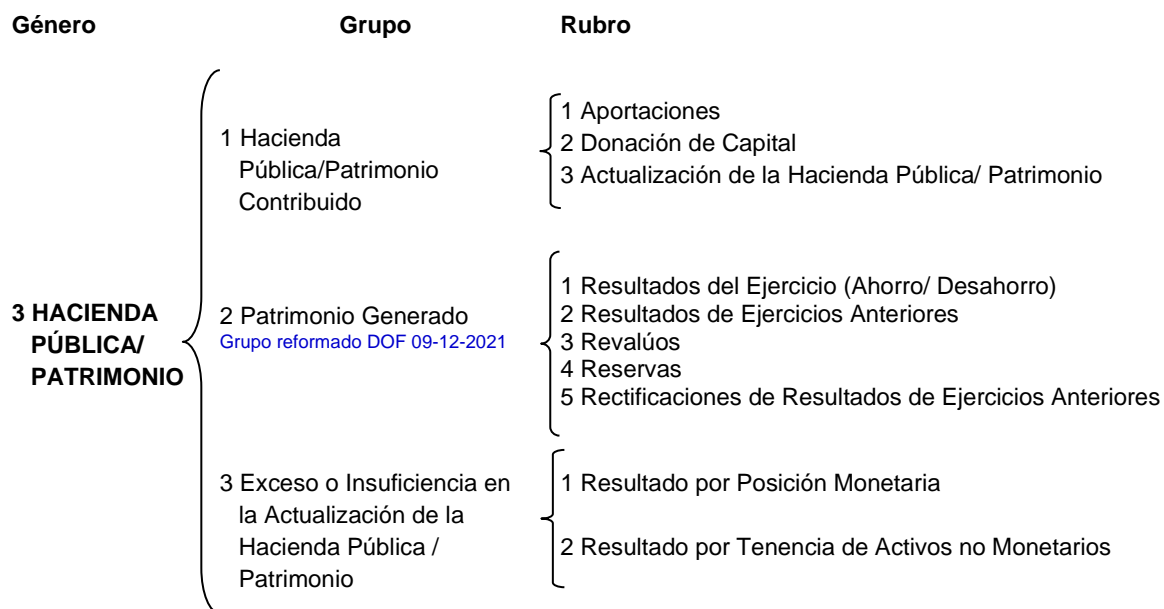 Género Grupo Rubro
1 Hacienda
Pública/Patrimonio
Contribuido
1 Aportaciones
2 Donación de Capital
3 Actualización de la Hacienda Pública/ Patrimonio
3 HACIENDA
PÚBLICA/
PATRIMONIO
2 Patrimonio Generado
Grupo reformado DOF 09-12-2021
1 Resultados del Ejercicio (Ahorro/ Desahorro)
2 Resultados de Ejercicios Anteriores
3 Revalúos
4 Reservas
5 Rectificaciones de Resultados de Ejercicios Anteriores
3 Exceso o Insuficiencia en
la Actualización de la
Hacienda Pública /
Patrimonio
1 Resultado por Posición Monetaria
2 Resultado por Tenencia de Activos no Monetarios